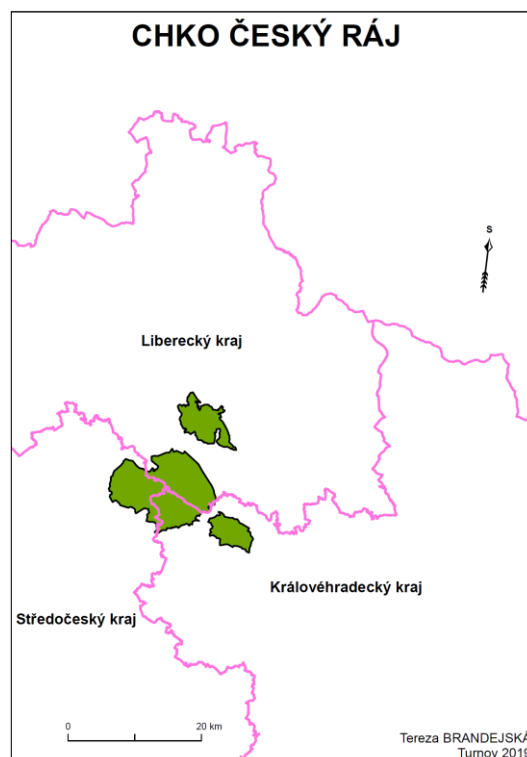 CHKO ČESKÝ RÁJ
S
Liberecký kraj
Královéhradecký kraj
Středočeský kraj
0 20 km
Tereza BRANDEJSKÁ
Turnov 2019